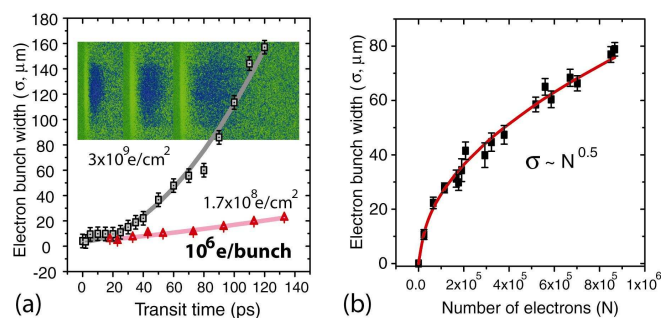 180
160
140
120
100
80
60
40
20
0
-20
Electron bunch width (σ, μm)
3x10⁹e/cm²
1.7x10⁸e/cm²
10⁶e/bunch
0 20 40 60 80 100 120 140
(a) Transit time (ps)
80
60
40
20
0
Electron bunch width (σ, μm)
σ ~ N^0.5
0.0 2x10⁵ 4x10⁵ 6x10⁵ 8x10⁵ 1x10⁶
(b) Number of electrons (N)